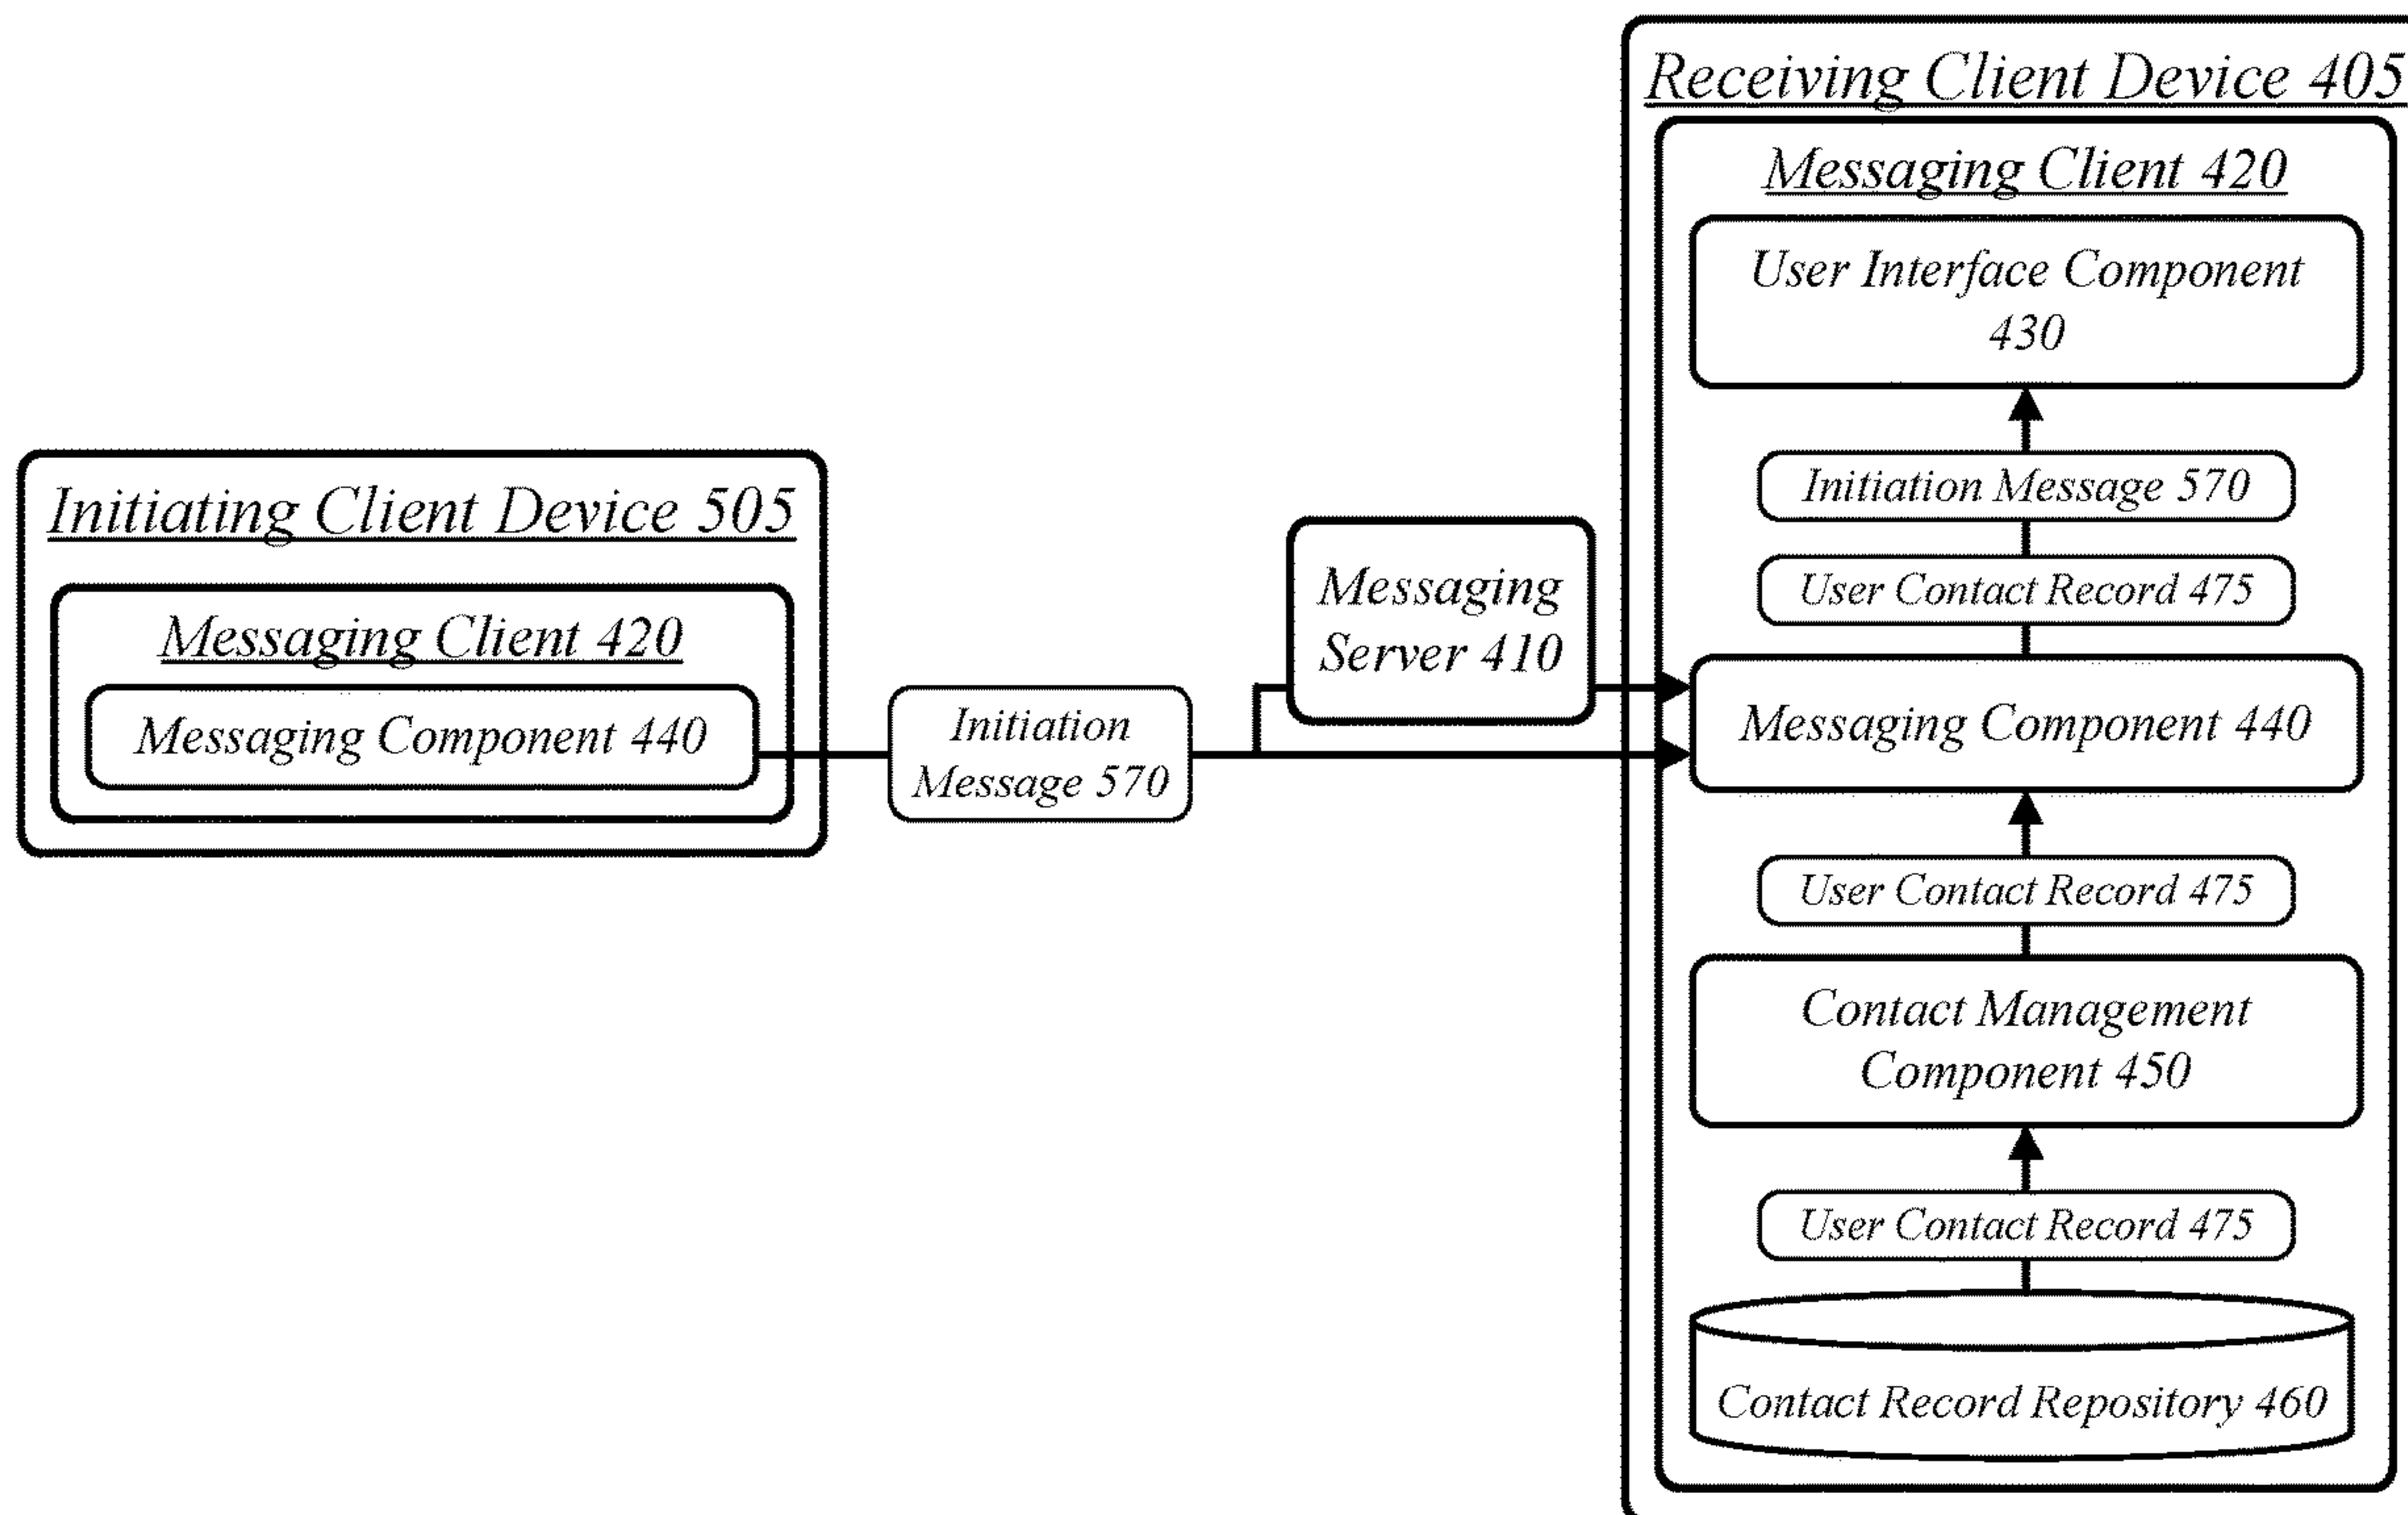 Initiating Client Device 505
Messaging Client 420
Messaging Component 440
Initiation
Message 570
Messaging
Server 410
Receiving Client Device 405
Messaging Client 420
User Interface Component
430
Initiation Message 570
User Contact Record 475
Messaging Component 440
User Contact Record 475
Contact Management
Component 450
User Contact Record 475
Contact Record Repository 460